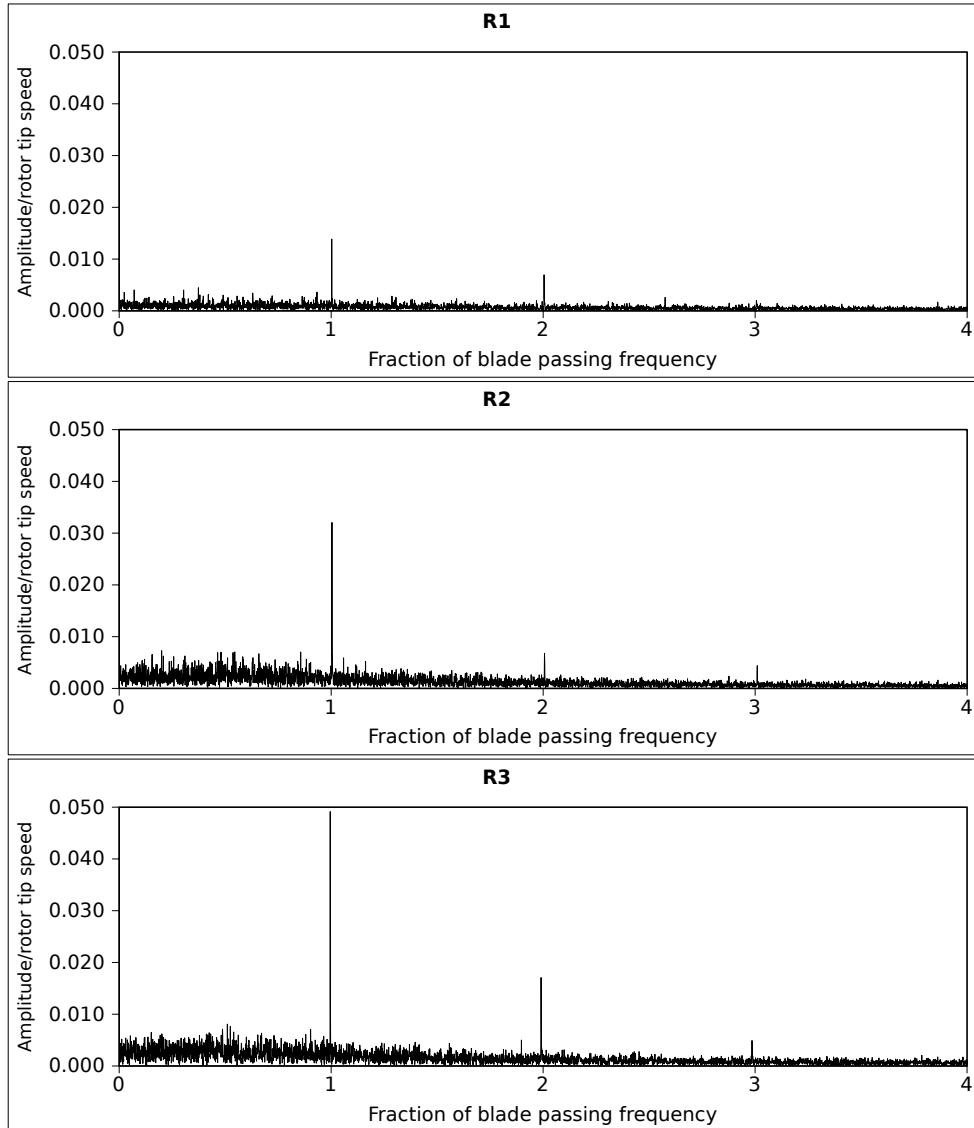 R1
Amplitude/rotor tip speed
0.050
0.040
0.030
0.020
0.010
0.000
0 1 2 3 4
Fraction of blade passing frequency
R2
Amplitude/rotor tip speed
0.050
0.040
0.030
0.020
0.010
0.000
0 1 2 3 4
Fraction of blade passing frequency
R3
Amplitude/rotor tip speed
0.050
0.040
0.030
0.020
0.010
0.000
0 1 2 3 4
Fraction of blade passing frequency